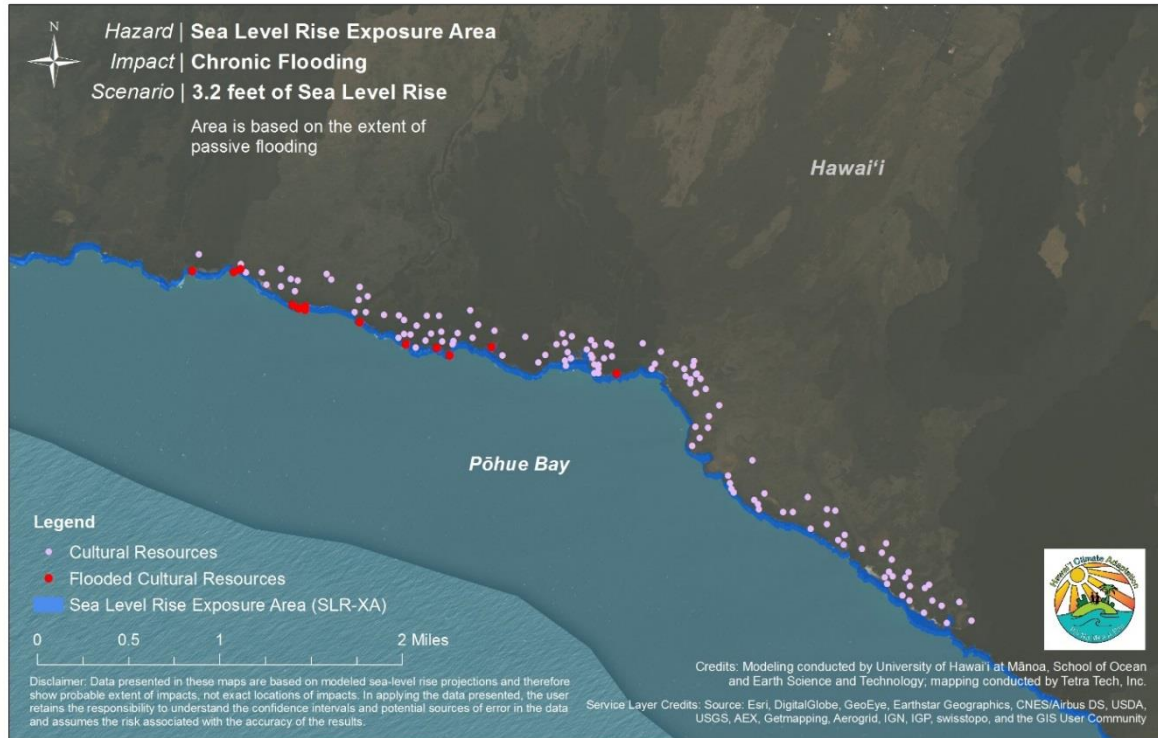 N
Hazard | Sea Level Rise Exposure Area
Impact | Chronic Flooding
Scenario | 3.2 feet of Sea Level Rise
Area is based on the extent of
passive flooding
Hawaiʻi
Pōhue Bay
Legend
Cultural Resources
Flooded Cultural Resources
Sea Level Rise Exposure Area (SLR-XA)
0 0.5 1 2 Miles
Disclaimer: Data presented in these maps are based on modeled sea-level rise projections and therefore
show probable extent of impacts, not exact locations of impacts. In applying the data presented, the user
retains the responsibility to understand the confidence intervals and potential sources of error in the data
and assumes the risk associated with the accuracy of the results.
Hawaiʻi Climate Adaptation
Credits: Modeling conducted by University of Hawaiʻi at Mānoa, School of Ocean
and Earth Science and Technology; mapping conducted by Tetra Tech, Inc.
Service Layer Credits: Source: Esri, DigitalGlobe, GeoEye, Earthstar Geographics, CNES/Airbus DS, USDA,
USGS, AEX, Getmapping, Aerogrid, IGN, IGP, swisstopo, and the GIS User Community